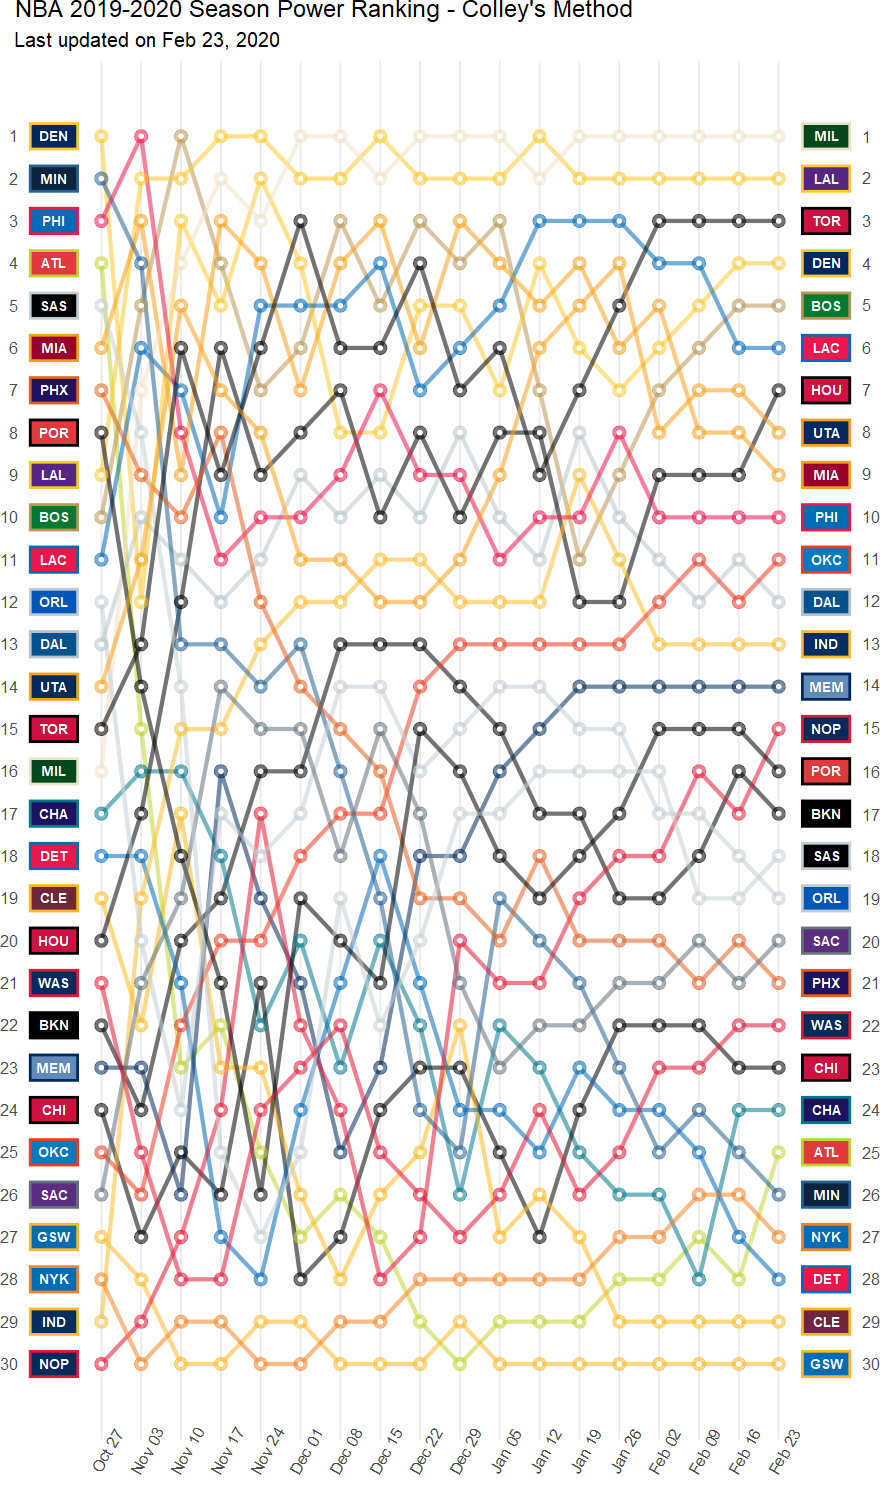 NBA 2019-2020 Season Power Ranking - Colley's Method
Last updated on Feb 23, 2020
1 DEN MIL 1
2 MIN LAL 2
3 PHI TOR 3
4 ATL DEN 4
5 SAS BOS 5
6 MIA LAC 6
7 PHX HOU 7
8 POR UTA 8
9 LAL MIA 9
10 BOS PHI 10
11 LAC OKC 11
12 ORL DAL 12
13 DAL IND 13
14 UTA MEM 14
15 TOR NOP 15
16 MIL POR 16
17 CHA BKN 17
18 DET SAS 18
19 CLE ORL 19
20 HOU SAC 20
21 WAS PHX 21
22 BKN WAS 22
23 MEM CHI 23
24 CHI CHA 24
25 OKC ATL 25
26 SAC MIN 26
27 GSW NYK 27
28 NYK DET 28
29 IND CLE 29
30 NOP GSW 30
Oct 27 Nov 03 Nov 10 Nov 17 Nov 24 Dec 01 Dec 08 Dec 15 Dec 22 Dec 29 Jan 05 Jan 12 Jan 19 Jan 26 Feb 02 Feb 09 Feb 16 Feb 23